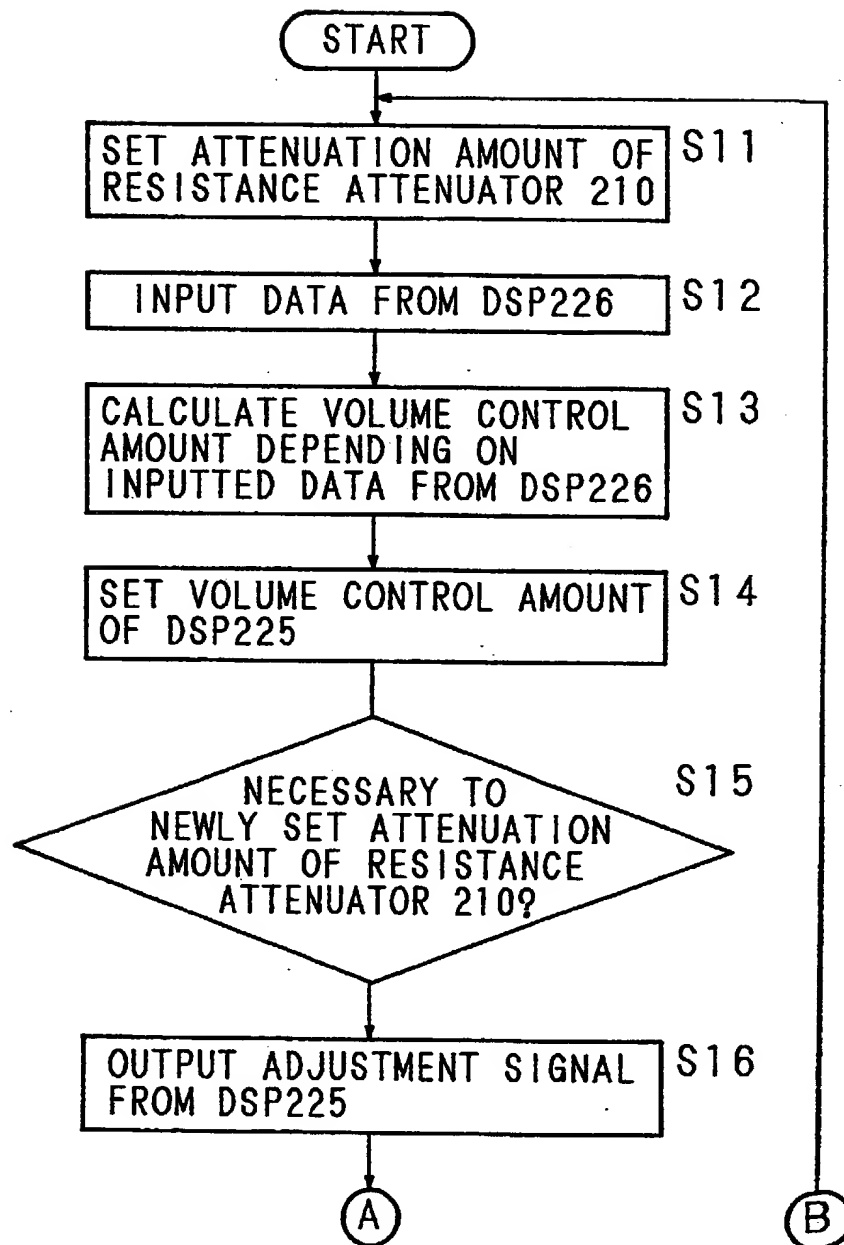 START
SET ATTENUATION AMOUNT OF
RESISTANCE ATTENUATOR 210
S11
INPUT DATA FROM DSP226
S12
CALCULATE VOLUME CONTROL
AMOUNT DEPENDING ON
INPUTTED DATA FROM DSP226
S13
SET VOLUME CONTROL AMOUNT
OF DSP225
S14
NECESSARY TO
NEWLY SET ATTENUATION
AMOUNT OF RESISTANCE
ATTENUATOR 210?
S15
OUTPUT ADJUSTMENT SIGNAL
FROM DSP225
S16
A
B